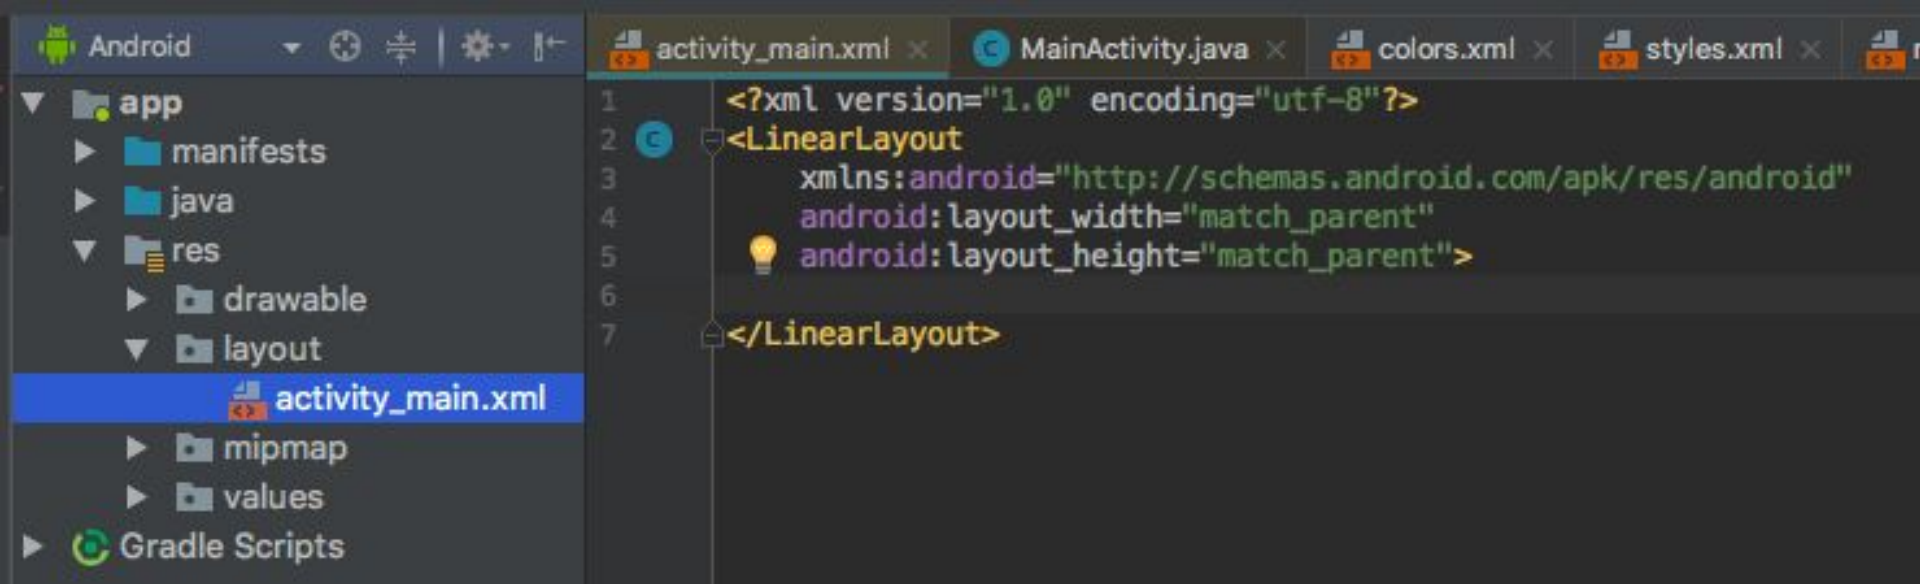 Android
app
manifests
java
res
drawable
layout
activity_main.xml
mipmap
values
Gradle Scripts
activity_main.xml
MainActivity.java
colors.xml
styles.xml
1 <?xml version="1.0" encoding="utf-8"?>
2 <LinearLayout
3 xmlns:android="http://schemas.android.com/apk/res/android"
4 android:layout_width="match_parent"
5 android:layout_height="match_parent">
6
7 </LinearLayout>